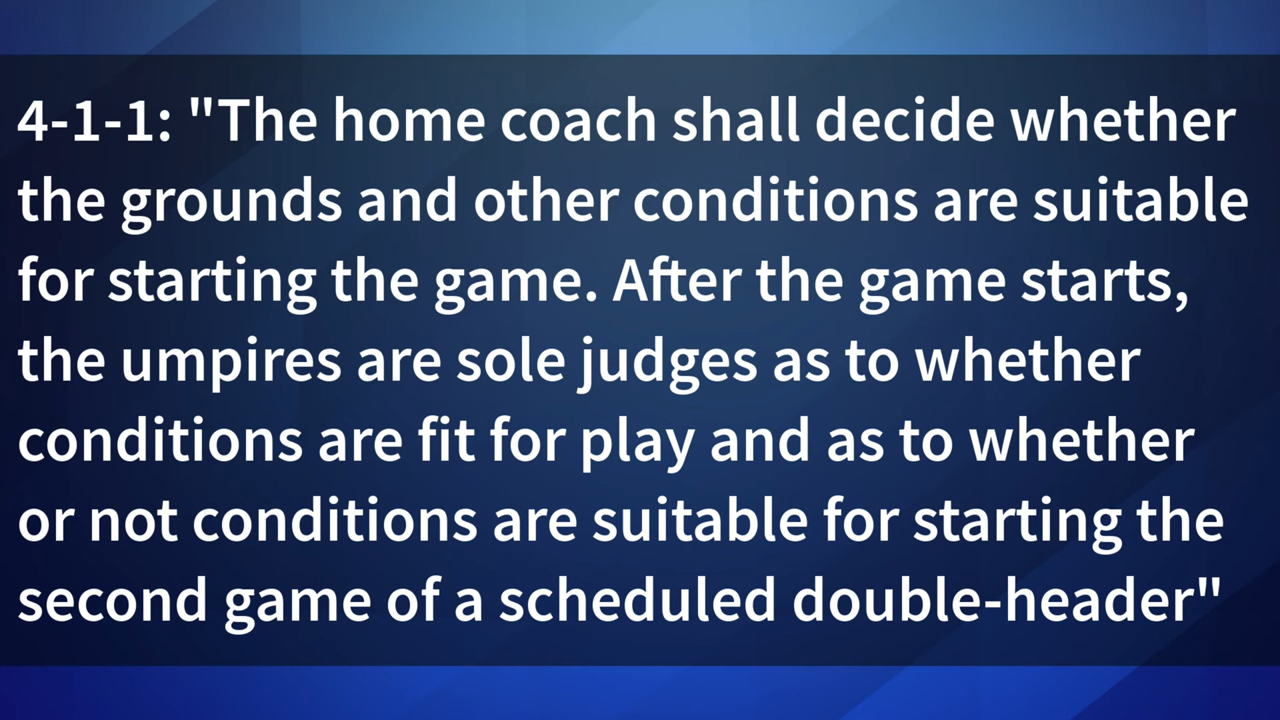 4-1-1: "The home coach shall decide whether
the grounds and other conditions are suitable
for starting the game. After the game starts,
the umpires are sole judges as to whether
conditions are fit for play and as to whether
or not conditions are suitable for starting the
second game of a scheduled double-header"